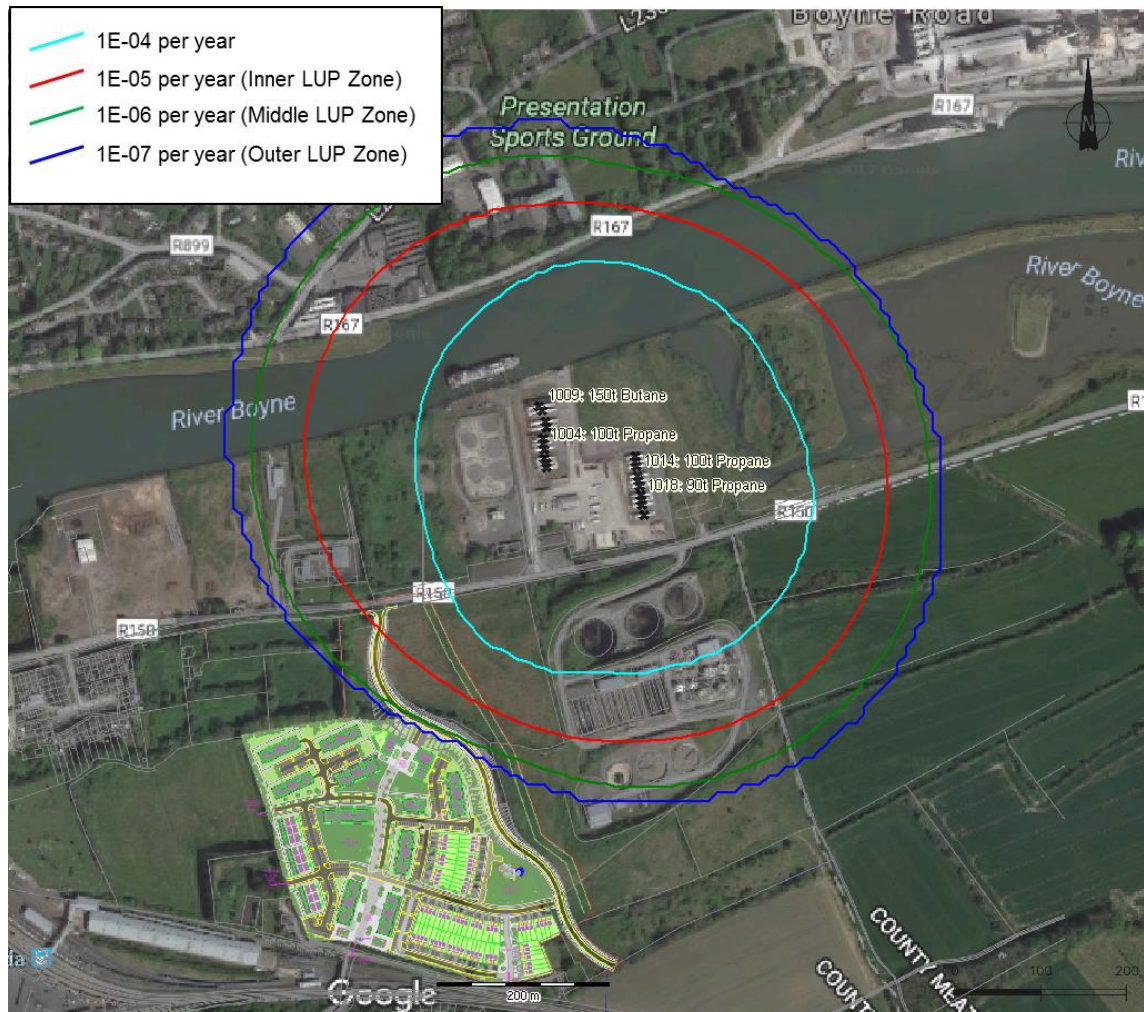 1E-04 per year
1E-05 per year (Inner LUP Zone)
1E-06 per year (Middle LUP Zone)
1E-07 per year (Outer LUP Zone)
Boyne Road
R167
Presentation
Sports Ground
N
River
R899
R167
River Boyne
R167
River Boyne
1009: 150t Butane
1004: 100t Propane
1014: 100t Propane
1018: 90t Propane
R150
R150
R150
COUNTY
0 100 200
Google
200 m